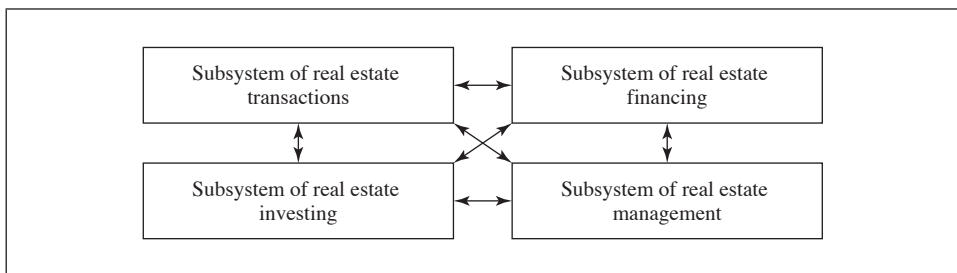 Subsystem of real estate
transactions
Subsystem of real estate
financing
Subsystem of real estate
investing
Subsystem of real estate
management